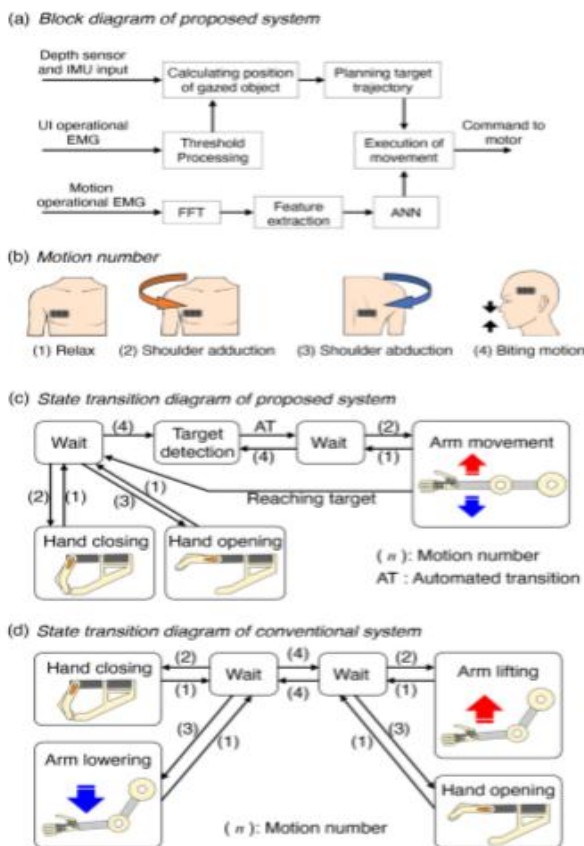 (a) Block diagram of proposed system
Depth sensor
and IMU input
Calculating position
of gazed object
Planning target
trajectory
UI operational
EMG
Threshold
Processing
Execution of
movement
Command to
motor
Motion
operational EMG
FFT
Feature
extraction
ANN
(b) Motion number
(1) Relax
(2) Shoulder adduction
(3) Shoulder abduction
(4) Biting motion
(c) State transition diagram of proposed system
Wait
(4)
Target
detection
AT
(4)
Wait
(2)
(1)
Arm movement
(2)
(1)
(3)
(1)
Reaching target
Hand closing
Hand opening
(n): Motion number
AT : Automated transition
(d) State transition diagram of conventional system
Hand closing
(2)
(1)
Wait
(4)
(4)
Wait
(2)
(1)
Arm lifting
(3)
(1)
(1)
(3)
Arm lowering
Hand opening
(n): Motion number